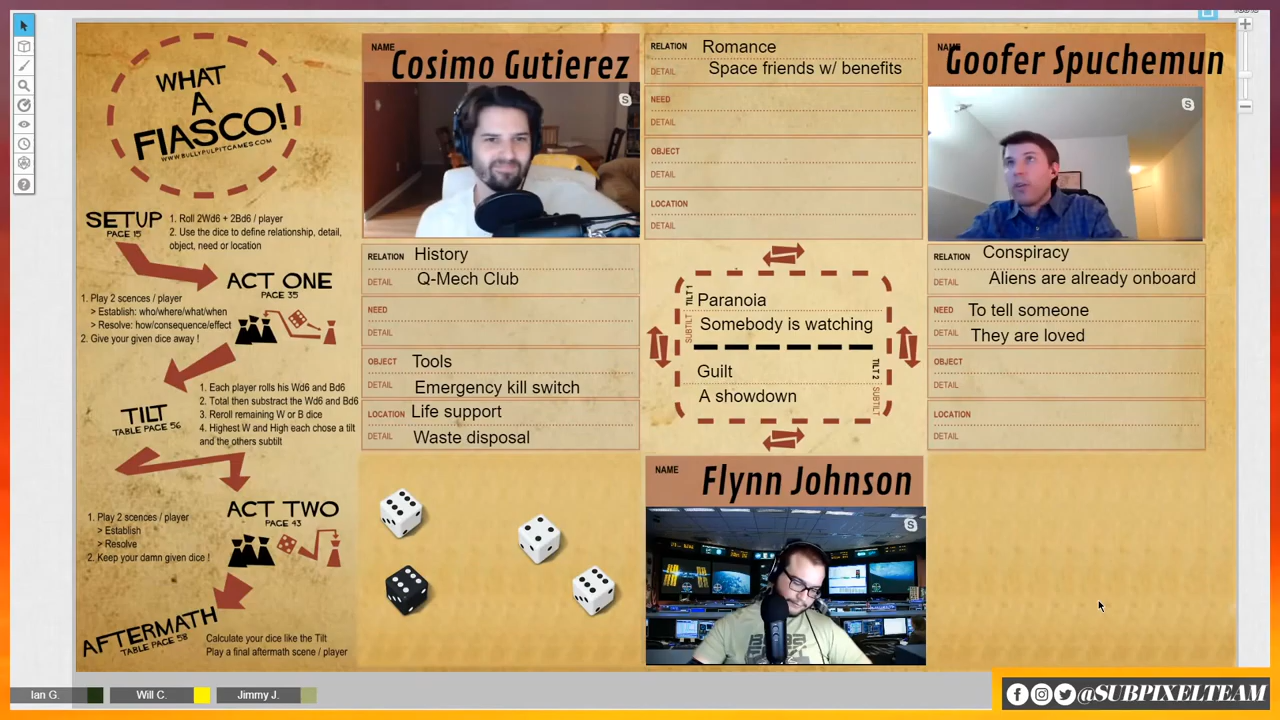 WHAT
A
FIASCO!
WWW.BULLYPULPITGAMES.COM
SETUP
PAGE 15
1. Roll 2Wd6 + 2Bd6 / player
2. Use the dice to define relationship, detail,
object, need or location
ACT ONE
PAGE 35
1. Play 2 scences / player
> Establish: who/where/what/when
> Resolve: how/consequence/effect
2. Give your given dice away !
TILT
TABLE PAGE 56
1. Each player rolls his Wd6 and Bd6
2. Total then substract the Wd6 and Bd6
3. Reroll remaining W or B dice
4. Highest W and High each chose a tilt
and the others subtilt
ACT TWO
PAGE 43
1. Play 2 scences / player
> Establish
> Resolve
2. Keep your damn given dice !
AFTERMATH
TABLE PAGE 58
Calculate your dice like the Tilt
Play a final aftermath scene / player
NAME
Cosimo Gutierez
RELATION Romance
DETAIL Space friends w/ benefits
NEED
DETAIL
OBJECT
DETAIL
LOCATION
DETAIL
NAME
Goofer Spuchemun
RELATION History
DETAIL Q-Mech Club
NEED
DETAIL
OBJECT Tools
DETAIL Emergency kill switch
LOCATION Life support
DETAIL Waste disposal
TILT 1 Paranoia
SUBTILT Somebody is watching
Guilt TILT 2
A showdown SUBTILT
RELATION Conspiracy
DETAIL Aliens are already onboard
NEED To tell someone
DETAIL They are loved
OBJECT
DETAIL
LOCATION
DETAIL
NAME
Flynn Johnson
Ian G.
Will C.
Jimmy J.
@SUBPIXELTEAM